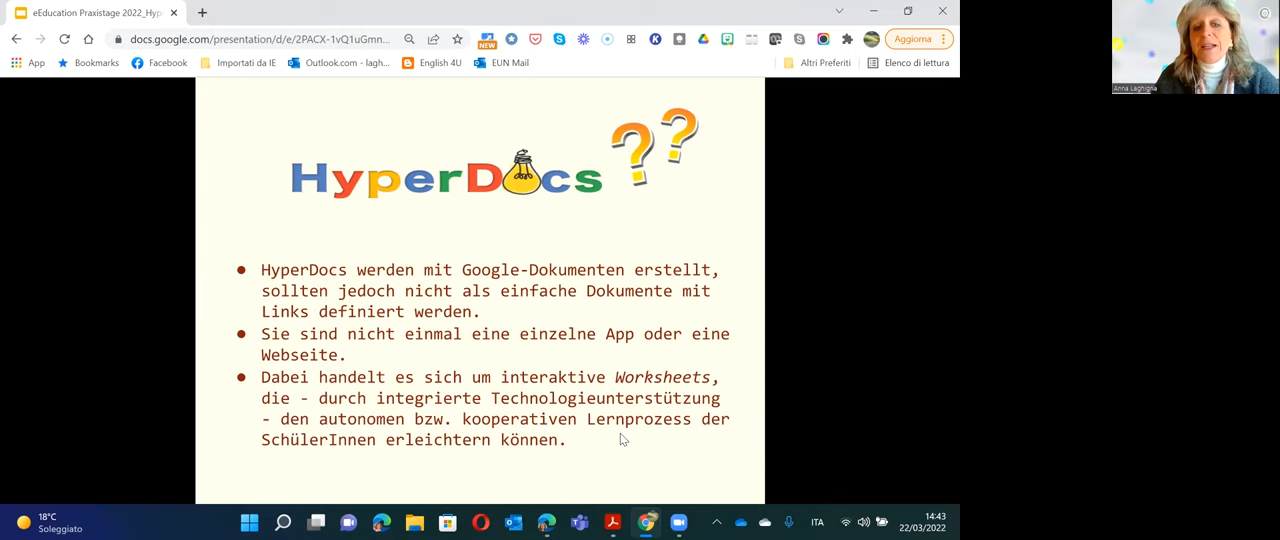 eEducation Praxistage 2022_Hyp
docs.google.com/presentation/d/e/2PACX-1vQ1uGmn...
NEW
Aggiorna
App
Bookmarks
Facebook
Importati da IE
Outlook.com - lagh...
English 4U
EUN Mail
Altri Preferiti
Elenco di lettura
Anna Laghigna
HyperDocs ??
● HyperDocs werden mit Google-Dokumenten erstellt,
sollten jedoch nicht als einfache Dokumente mit
Links definiert werden.
● Sie sind nicht einmal eine einzelne App oder eine
Webseite.
● Dabei handelt es sich um interaktive Worksheets,
die - durch integrierte Technologieunterstützung
- den autonomen bzw. kooperativen Lernprozess der
SchülerInnen erleichtern können.
18°C
Soleggiato
ITA
14:43
22/03/2022